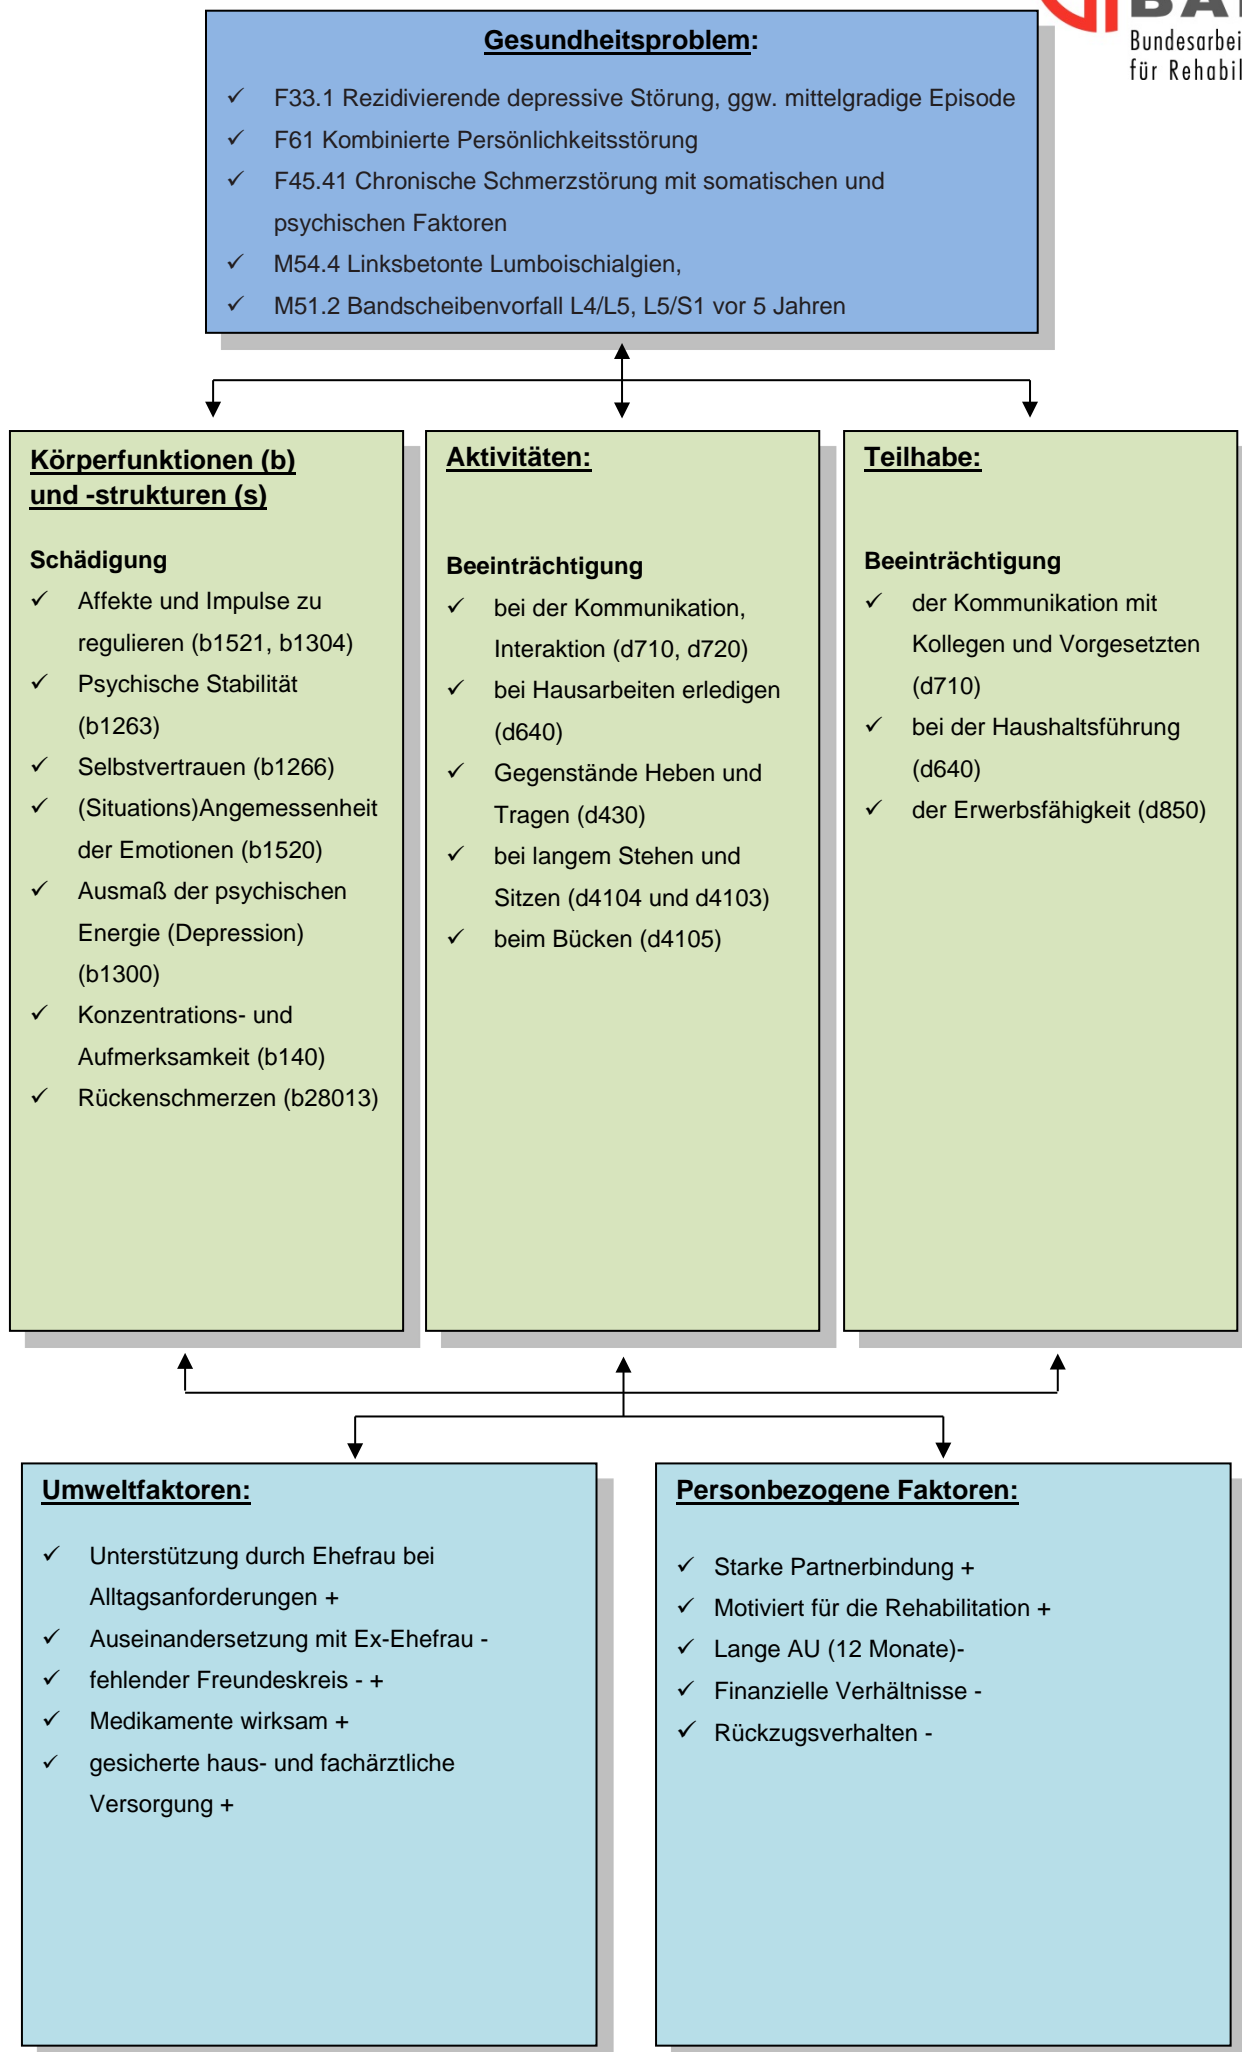 Bundesarbei
für Rehabil
Gesundheitsproblem:
✓ F33.1 Rezidivierende depressive Störung, ggw. mittelgradige Episode
✓ F61 Kombinierte Persönlichkeitsstörung
✓ F45.41 Chronische Schmerzstörung mit somatischen und
psychischen Faktoren
✓ M54.4 Linksbetonte Lumboischialgien,
✓ M51.2 Bandscheibenvorfall L4/L5, L5/S1 vor 5 Jahren
Körperfunktionen (b)
und -strukturen (s)
Schädigung
✓ Affekte und Impulse zu
regulieren (b1521, b1304)
✓ Psychische Stabilität
(b1263)
✓ Selbstvertrauen (b1266)
✓ (Situations)Angemessenheit
der Emotionen (b1520)
✓ Ausmaß der psychischen
Energie (Depression)
(b1300)
✓ Konzentrations- und
Aufmerksamkeit (b140)
✓ Rückenschmerzen (b28013)
Aktivitäten:
Beeinträchtigung
✓ bei der Kommunikation,
Interaktion (d710, d720)
✓ bei Hausarbeiten erledigen
(d640)
✓ Gegenstände Heben und
Tragen (d430)
✓ bei langem Stehen und
Sitzen (d4104 und d4103)
✓ beim Bücken (d4105)
Teilhabe:
Beeinträchtigung
✓ der Kommunikation mit
Kollegen und Vorgesetzten
(d710)
✓ bei der Haushaltsführung
(d640)
✓ der Erwerbsfähigkeit (d850)
Umweltfaktoren:
✓ Unterstützung durch Ehefrau bei
Alltagsanforderungen +
✓ Auseinandersetzung mit Ex-Ehefrau -
✓ fehlender Freundeskreis - +
✓ Medikamente wirksam +
✓ gesicherte haus- und fachärztliche
Versorgung +
Personbezogene Faktoren:
✓ Starke Partnerbindung +
✓ Motiviert für die Rehabilitation +
✓ Lange AU (12 Monate)-
✓ Finanzielle Verhältnisse -
✓ Rückzugsverhalten -